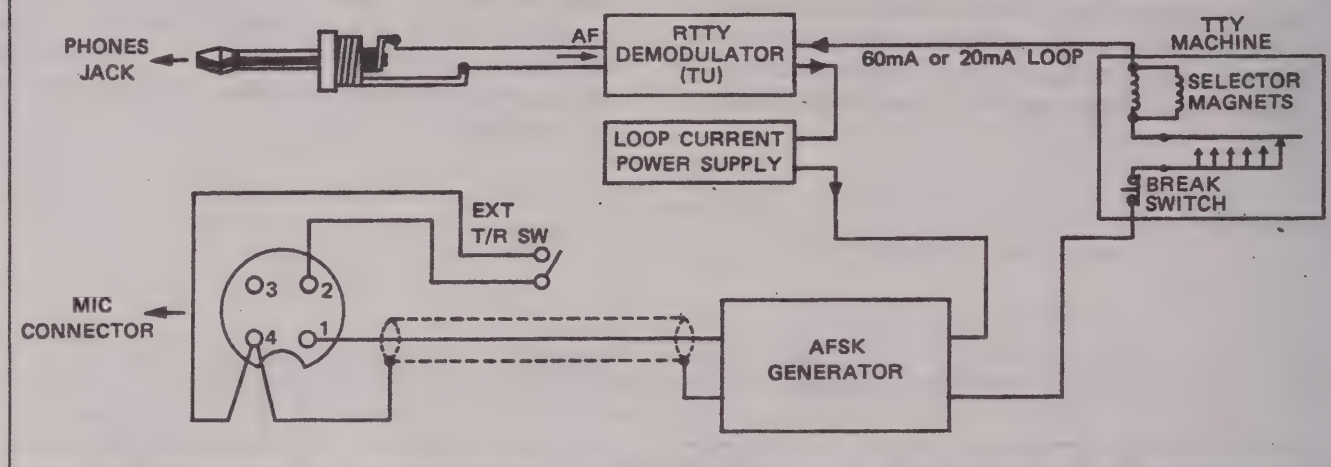 PHONES
JACK
AF
RTTY
DEMODULATOR
(TU)
60mA or 20mA LOOP
TTY
MACHINE
SELECTOR
MAGNETS
LOOP CURRENT
POWER SUPPLY
BREAK
SWITCH
EXT
T/R SW
MIC
CONNECTOR
3
2
4
1
AFSK
GENERATOR